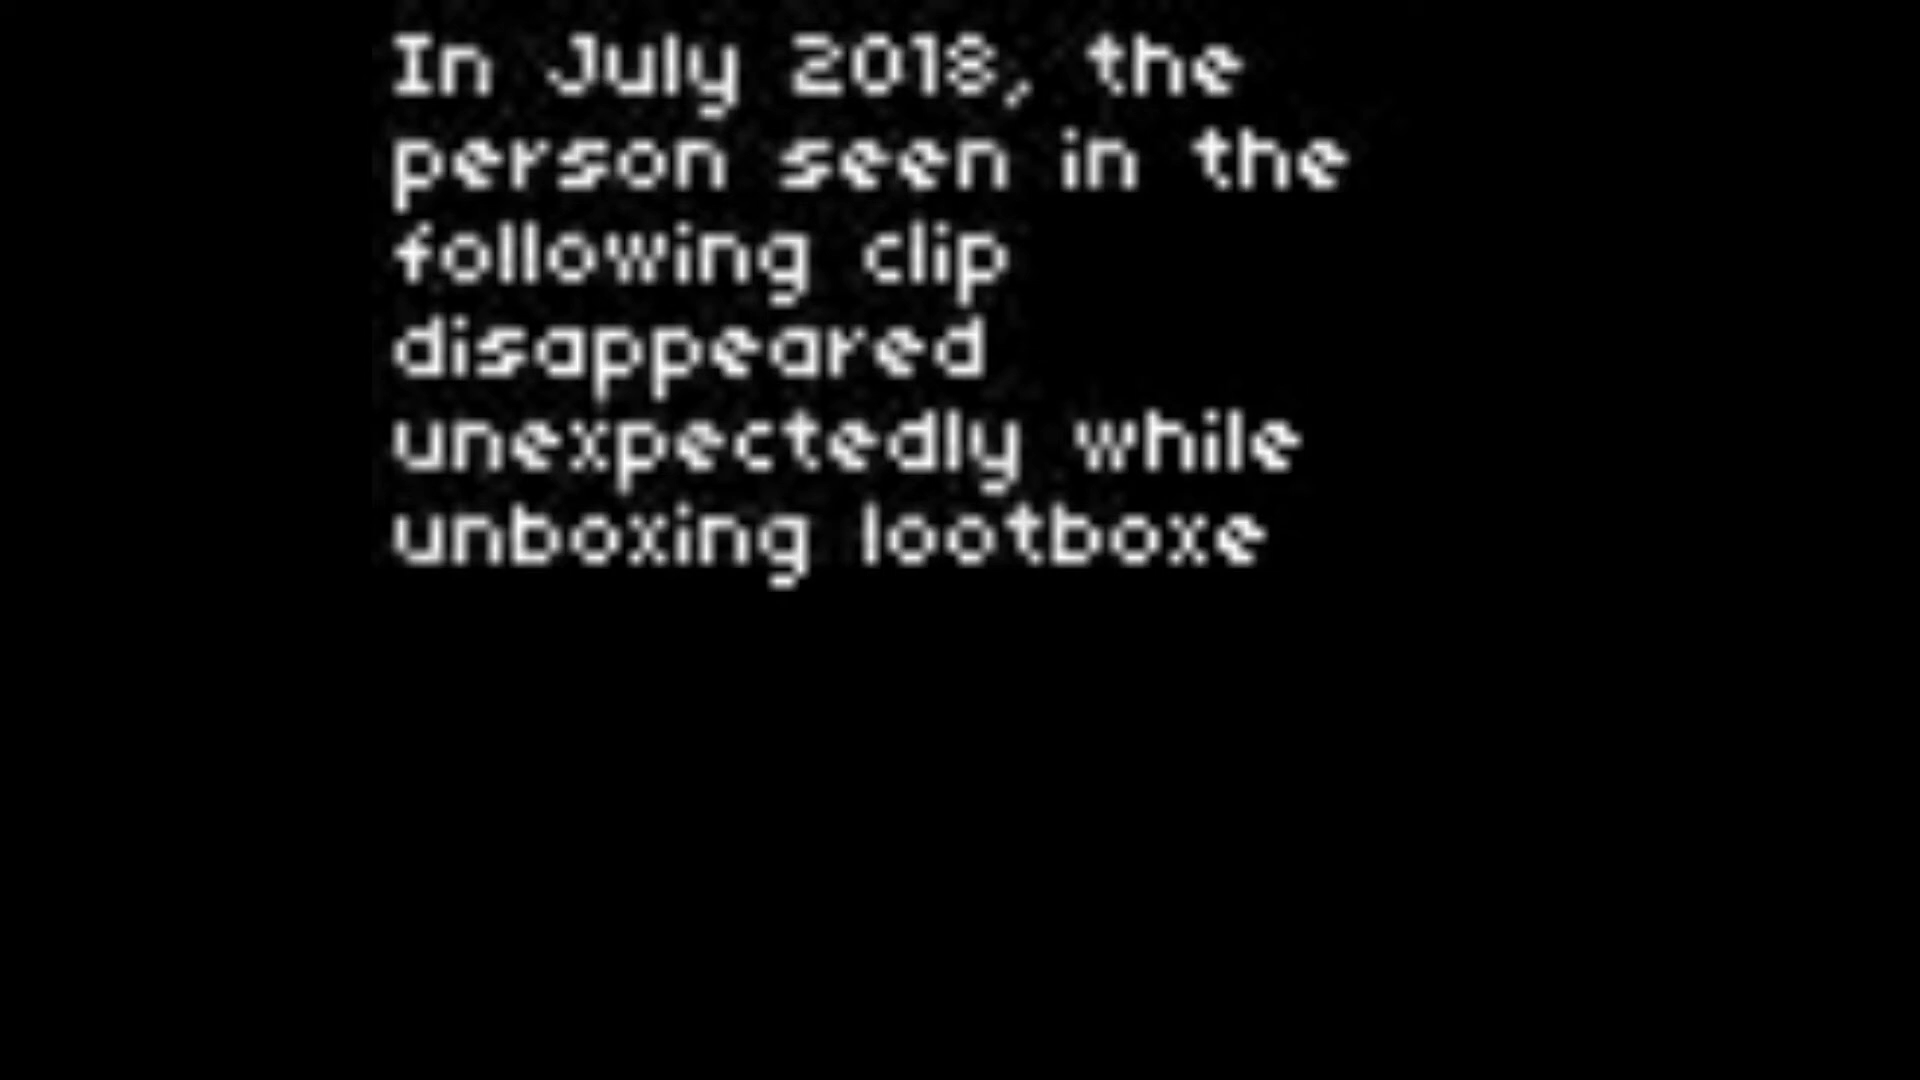 In July 2018, the
person seen in the
following clip
disappeared
unexpectedly while
unboxing lootboxe